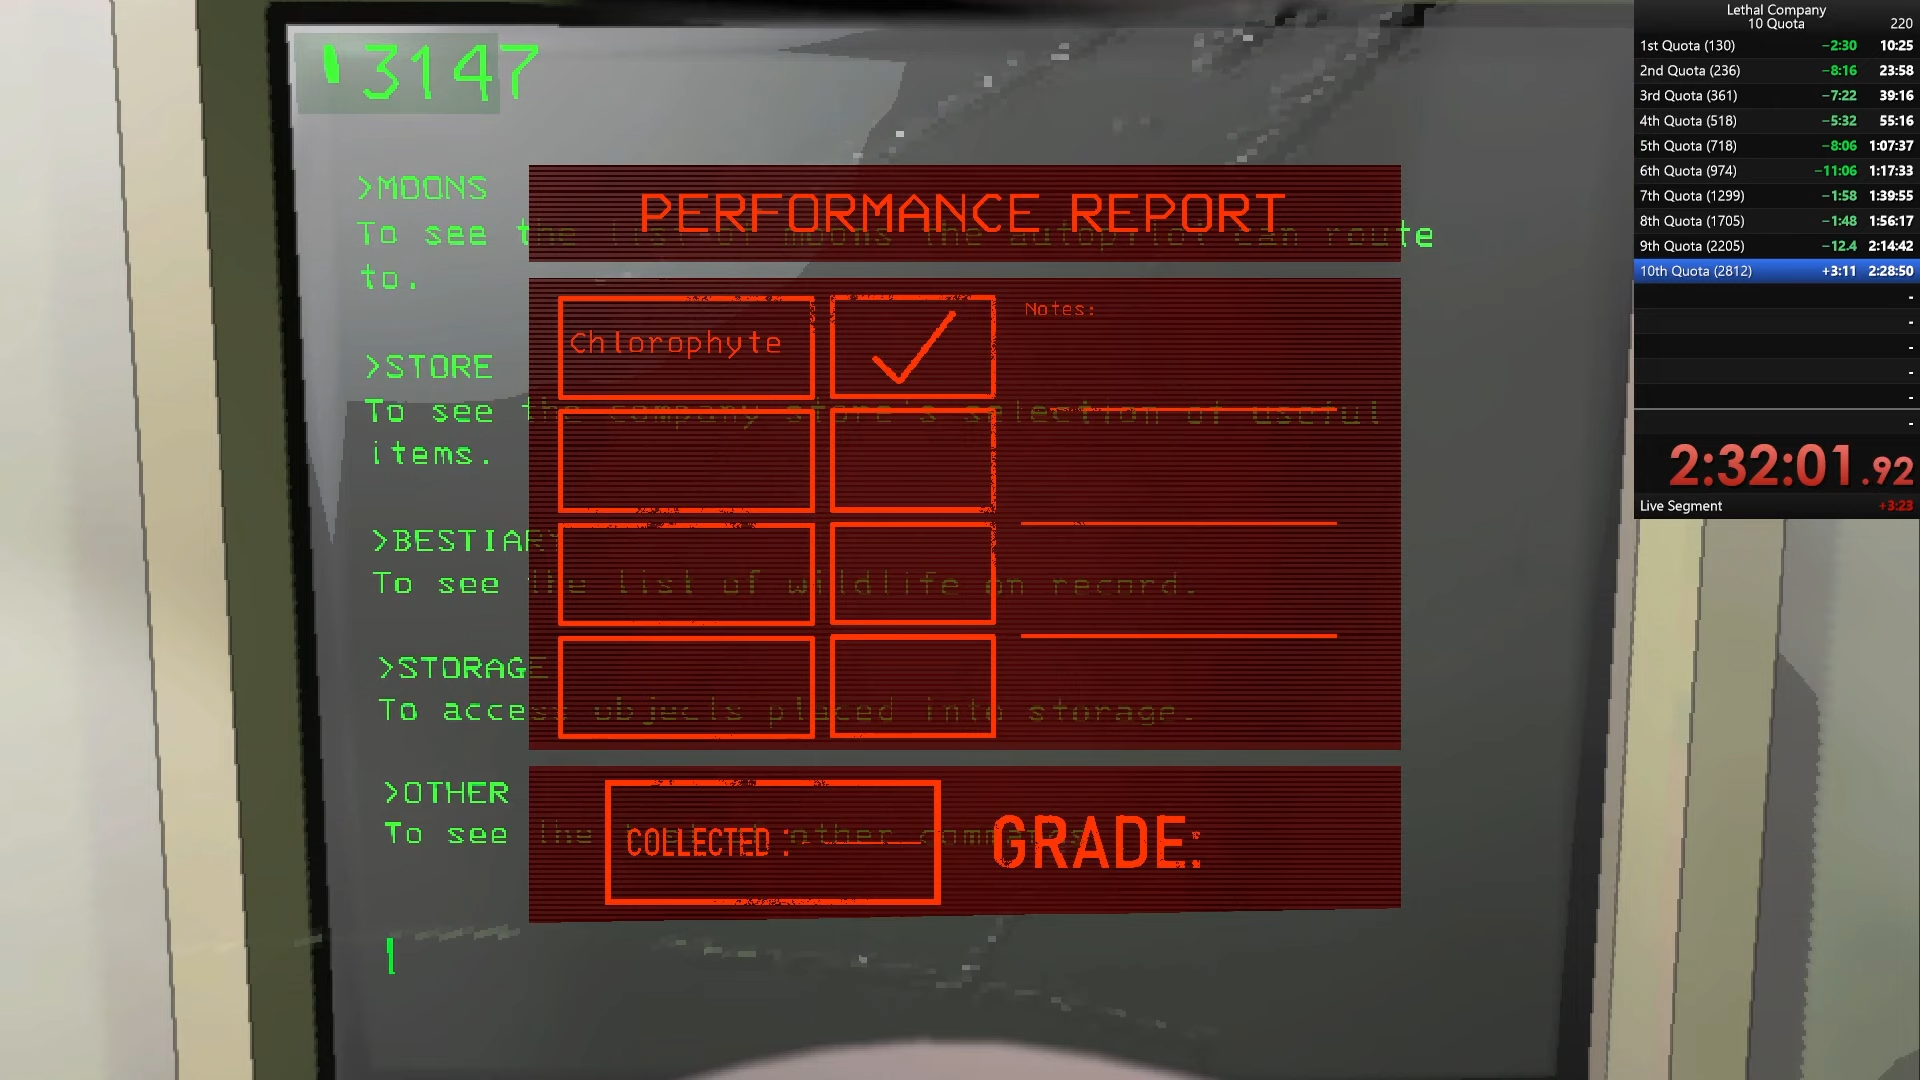 3147
>MOONS
To see the list of moons the autopilot can route
to.
>STORE
To see the company store's selection of useful
items.
>BESTIARY
To see the list of wildlife on record.
>STORAGE
To access objects placed into storage.
>OTHER
To see the list of other commands
PERFORMANCE REPORT
Chlorophyte
Notes:
COLLECTED :
GRADE:
Lethal Company
10 Quota 220
1st Quota (130) −2:30 10:25
2nd Quota (236) −8:16 23:58
3rd Quota (361) −7:22 39:16
4th Quota (518) −5:32 55:16
5th Quota (718) −8:06 1:07:37
6th Quota (974) −11:06 1:17:33
7th Quota (1299) −1:58 1:39:55
8th Quota (1705) −1:48 1:56:17
9th Quota (2205) −12.4 2:14:42
10th Quota (2812) +3:11 2:28:50
-
-
-
-
-
-
2:32:01.92
Live Segment +3:23